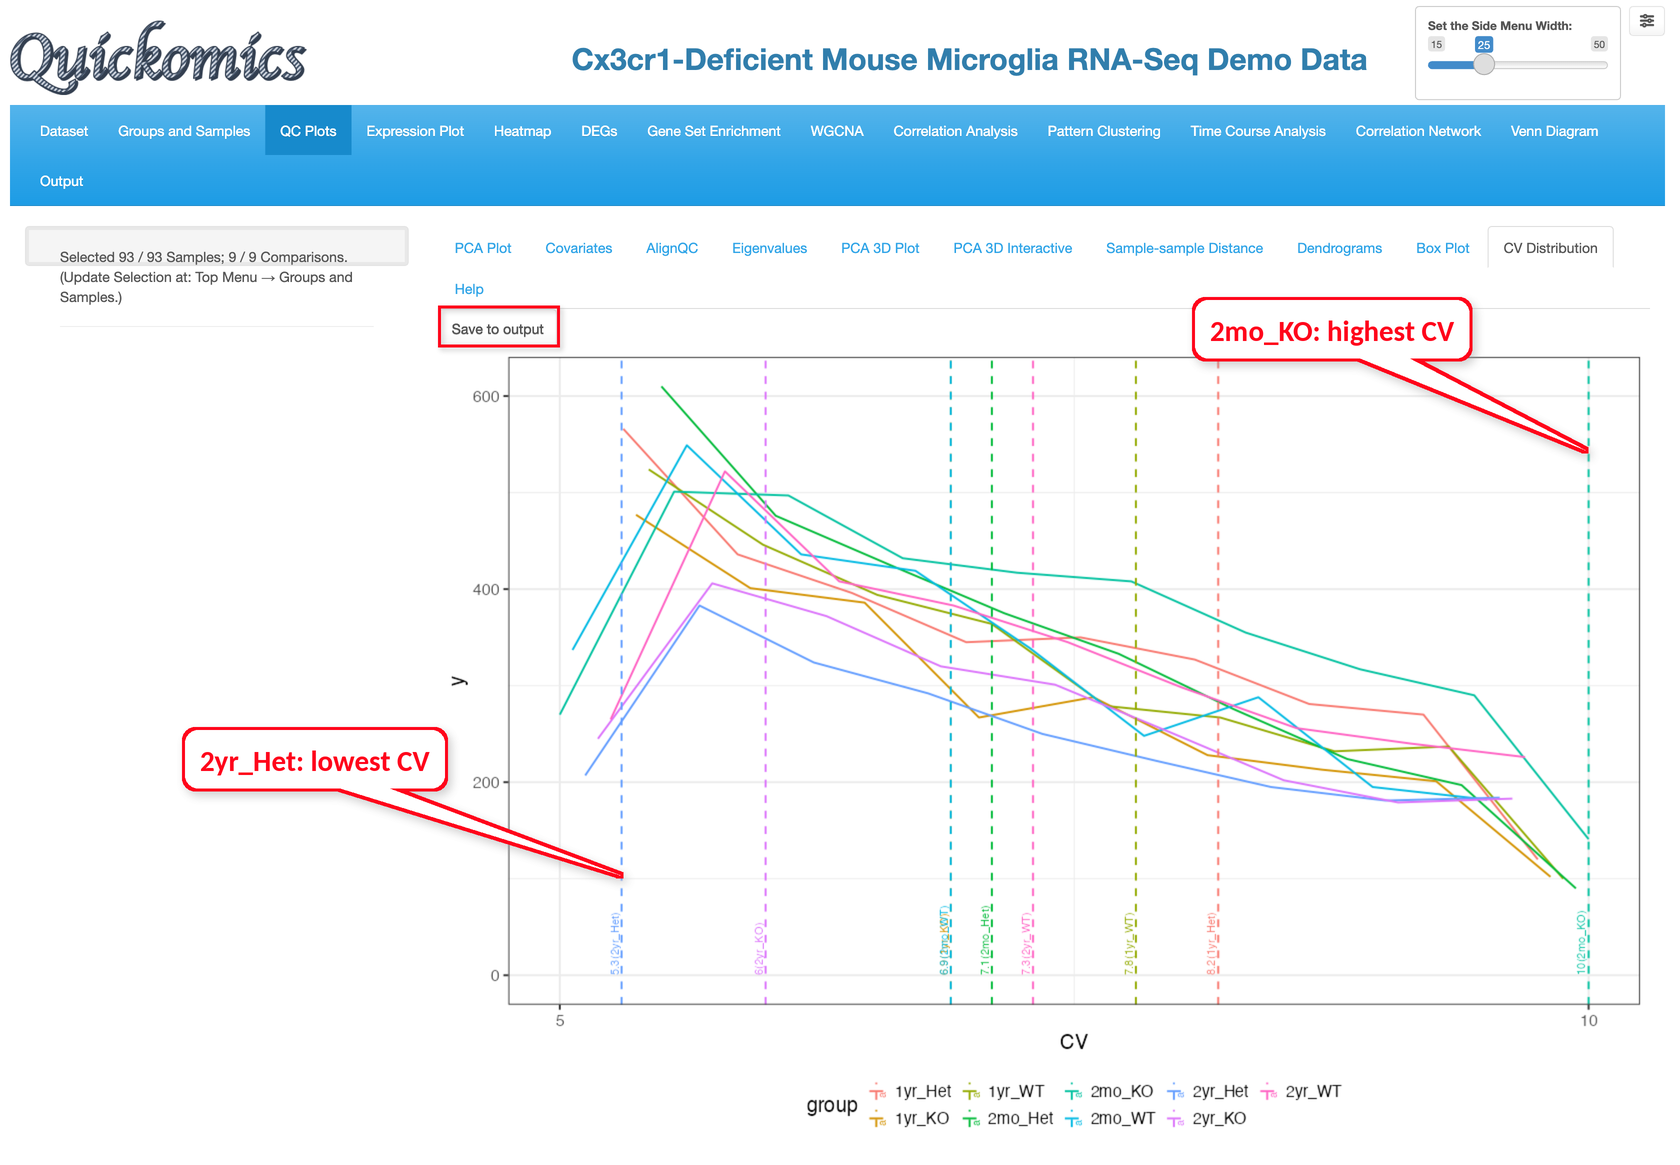 Quickomics
Cx3cr1-Deficient Mouse Microglia RNA-Seq Demo Data
Set the Side Menu Width:
15 25 50
Dataset Groups and Samples QC Plots Expression Plot Heatmap DEGs Gene Set Enrichment WGCNA Correlation Analysis Pattern Clustering Time Course Analysis Correlation Network Venn Diagram
Output
Selected 93 / 93 Samples; 9 / 9 Comparisons.
(Update Selection at: Top Menu → Groups and
Samples.)
PCA Plot Covariates AlignQC Eigenvalues PCA 3D Plot PCA 3D Interactive Sample-sample Distance Dendrograms Box Plot CV Distribution
Help
Save to output
2mo_KO: highest CV
600
400
y
2yr_Het: lowest CV
200
0
5.3(2yr_Het)
6(2yr_KO)
7.1(2mo_Het)
7.3(2yr_WT)
7.8(1yr_WT)
8.2(1yr_Het)
10(2mo_KO)
5 10
CV
group
1yr_Het 1yr_WT 2mo_KO 2yr_Het 2yr_WT
1yr_KO 2mo_Het 2mo_WT 2yr_KO